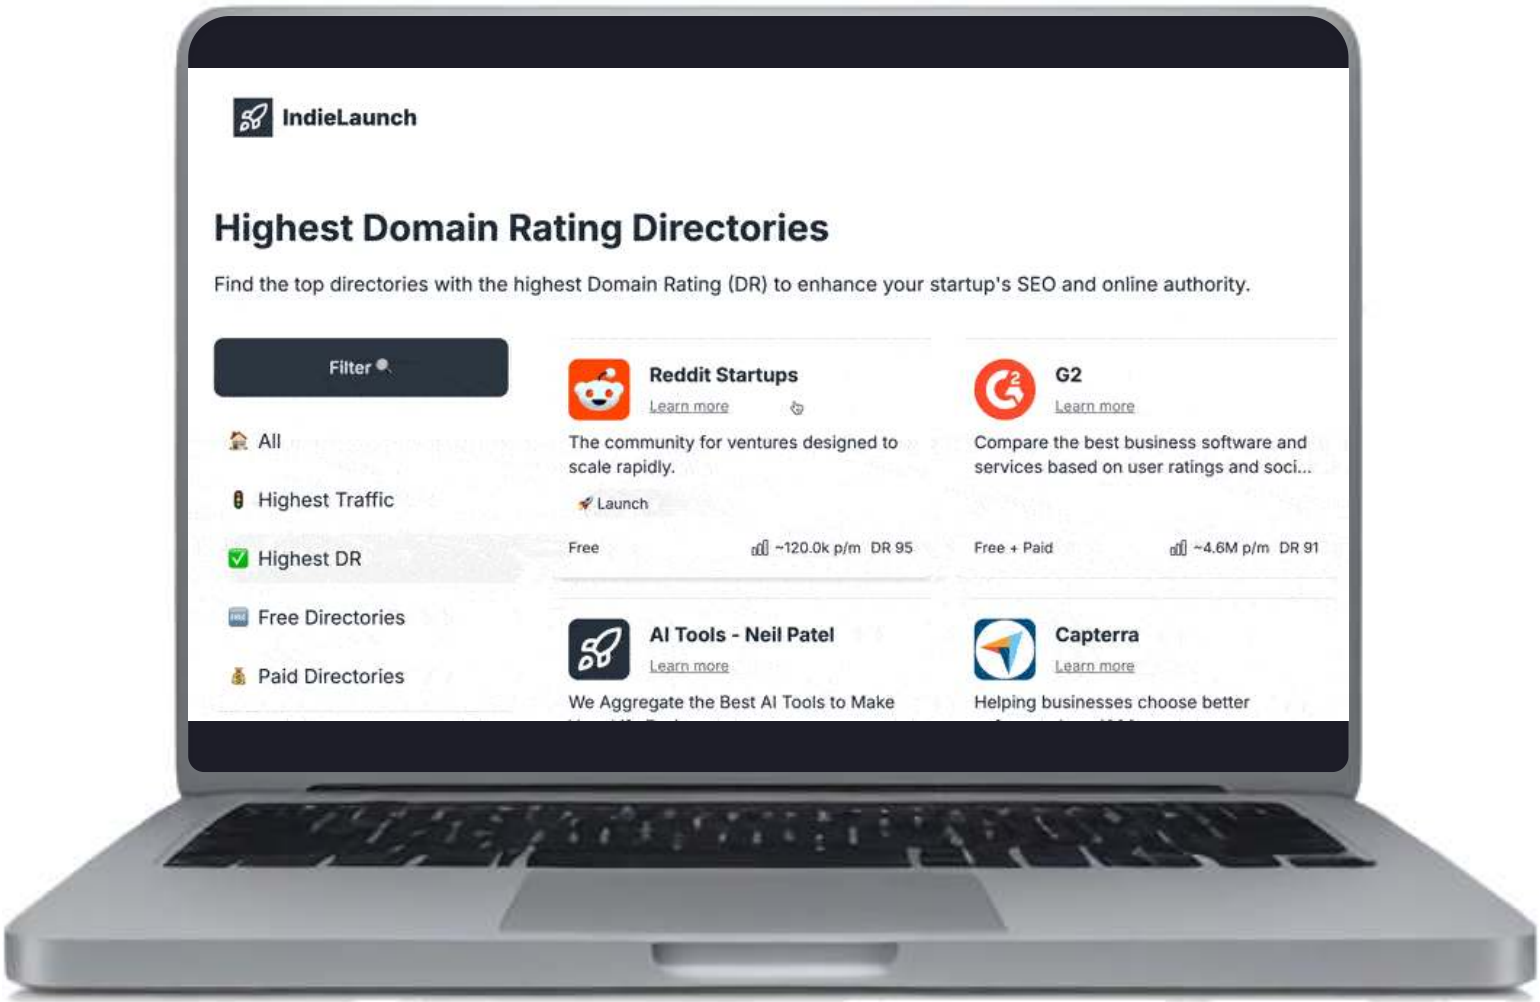 IndieLaunch
Highest Domain Rating Directories
Find the top directories with the highest Domain Rating (DR) to enhance your startup's SEO and online authority.
Filter
All
Highest Traffic
Highest DR
Free Directories
Paid Directories
Reddit Startups
Learn more
The community for ventures designed to
scale rapidly.
Launch
Free
~120.0k p/m DR 95
G2
Learn more
Compare the best business software and
services based on user ratings and soci...
Free + Paid
~4.6M p/m DR 91
AI Tools - Neil Patel
Learn more
We Aggregate the Best AI Tools to Make
Capterra
Learn more
Helping businesses choose better